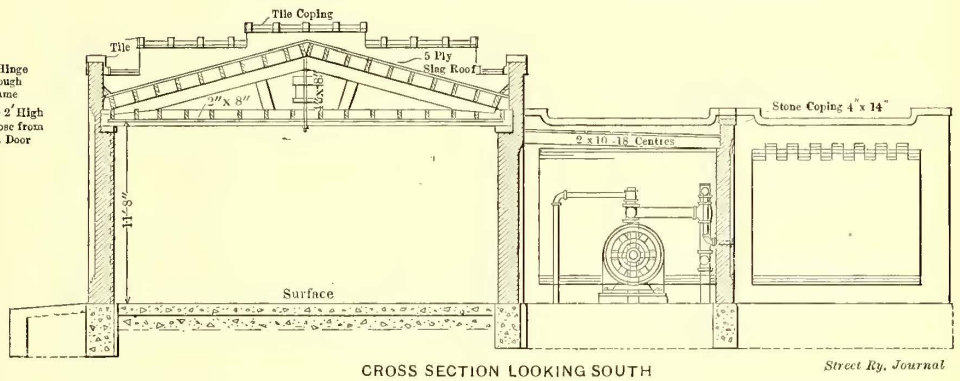 Tile Coping
Tile
5 Ply
Slag Roof
Hinge
ough
ame
2' High
ose from
Door
2" x 8"
Stone Coping 4" x 14"
2 x 10 -18 Centres
11'-8"
Surface
CROSS SECTION LOOKING SOUTH
Street Ry. Journal